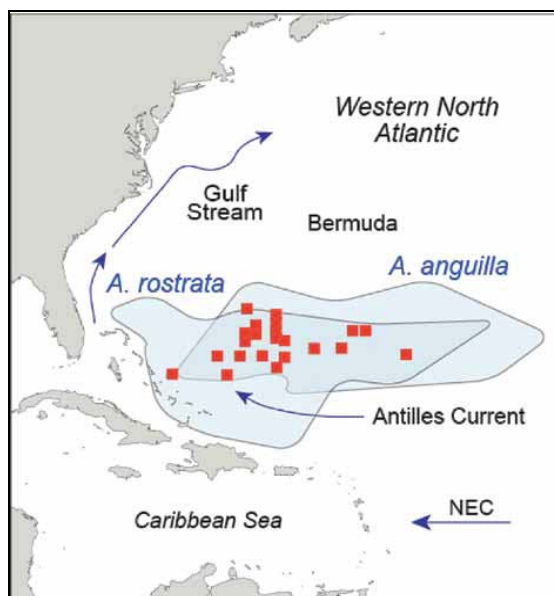 Western North
Atlantic
Gulf
Stream
Bermuda
A. rostrata
A. anguilla
Antilles Current
Caribbean Sea
NEC